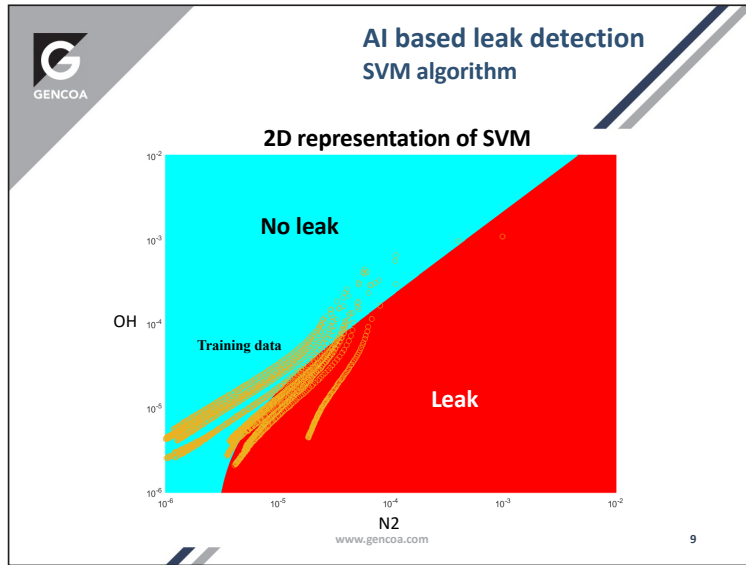 G
GENCOA
AI based leak detection
SVM algorithm
2D representation of SVM
10-2
10-3
10-4
10-5
10-6
OH
No leak
Training data
Leak
10-6
10-5
10-4
10-3
10-2
N2
www.gencoa.com
9